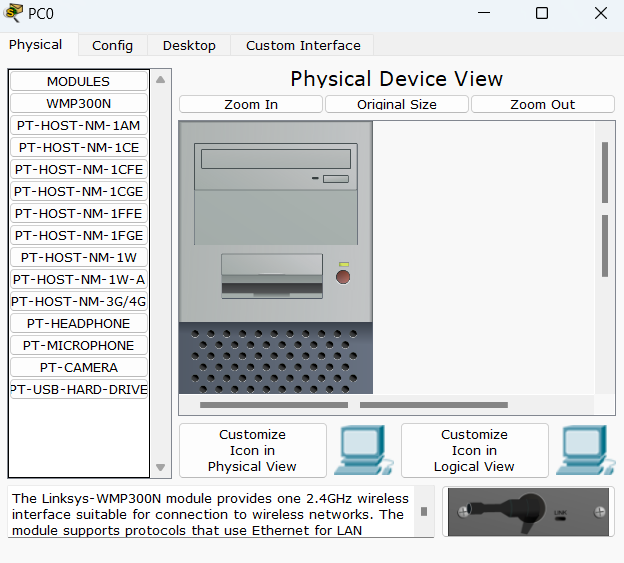 PC0
Physical
Config
Desktop
Custom Interface
MODULES
WMP300N
PT-HOST-NM-1AM
PT-HOST-NM-1CE
PT-HOST-NM-1CFE
PT-HOST-NM-1CGE
PT-HOST-NM-1FFE
PT-HOST-NM-1FGE
PT-HOST-NM-1W
PT-HOST-NM-1W-A
PT-HOST-NM-3G/4G
PT-HEADPHONE
PT-MICROPHONE
PT-CAMERA
PT-USB-HARD-DRIVE
Physical Device View
Zoom In
Original Size
Zoom Out
Customize
Icon in
Physical View
Customize
Icon in
Logical View
The Linksys-WMP300N module provides one 2.4GHz wireless
interface suitable for connection to wireless networks. The
module supports protocols that use Ethernet for LAN
LINK